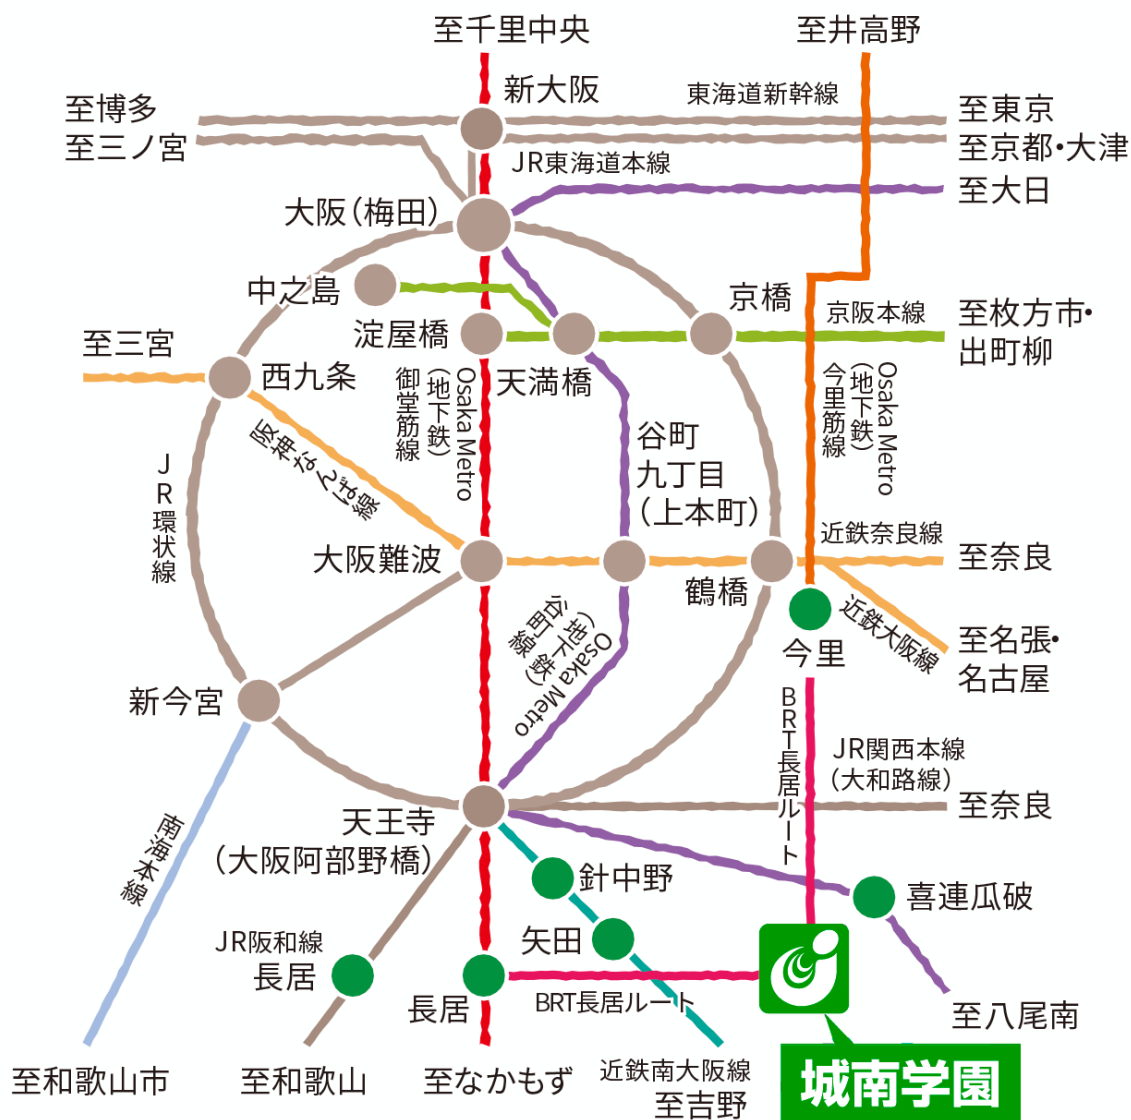 至千里中央
至井高野
新大阪
東海道新幹線
至博多
至東京
至三ノ宮
至京都・大津
JR東海道本線
至大日
大阪（梅田）
中之島
京橋
淀屋橋
京阪本線
至枚方市・
出町柳
至三宮
西九条
天満橋
Osaka Metro
（地下鉄）
御堂筋線
Osaka Metro
（地下鉄）
今里筋線
谷町
九丁目
（上本町）
阪神なんば線
JR環状線
近鉄奈良線
大阪難波
至奈良
鶴橋
近鉄大阪線
今里
至名張・
名古屋
Osaka Metro
（地下鉄）
谷町線
新今宮
BRT長居ルート
JR関西本線
（大和路線）
至奈良
天王寺
（大阪阿部野橋）
南海本線
針中野
喜連瓜破
矢田
JR阪和線
長居
長居
BRT長居ルート
至八尾南
至和歌山市
至和歌山
至なかもず
近鉄南大阪線
至吉野
城南学園